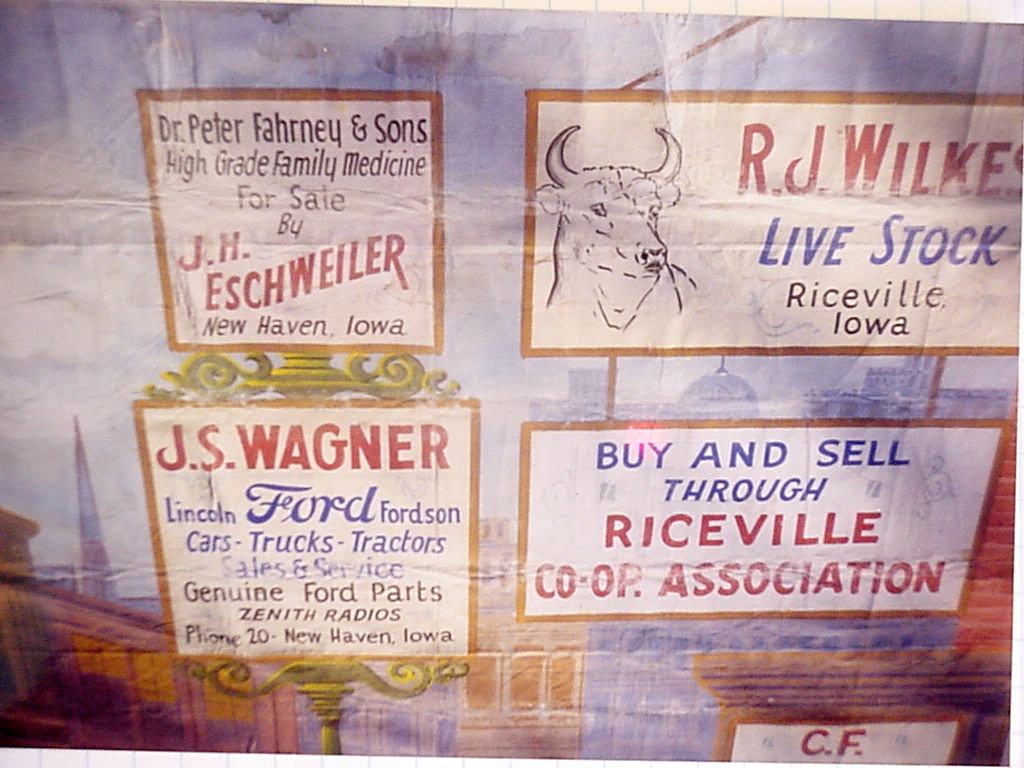 Dr. Peter Fahrney & Sons
High Grade Family Medicine
For Sale
By
J.H.
ESCHWEILER
New Haven, Iowa
R.J. WILKES
LIVE STOCK
Riceville,
Iowa
J.S. WAGNER
Lincoln Ford Fordson
Cars - Trucks - Tractors
Sales & Service
Genuine Ford Parts
ZENITH RADIOS
Phone 20 - New Haven, Iowa
BUY AND SELL
THROUGH
RICEVILLE
CO-OP. ASSOCIATION
C.F.